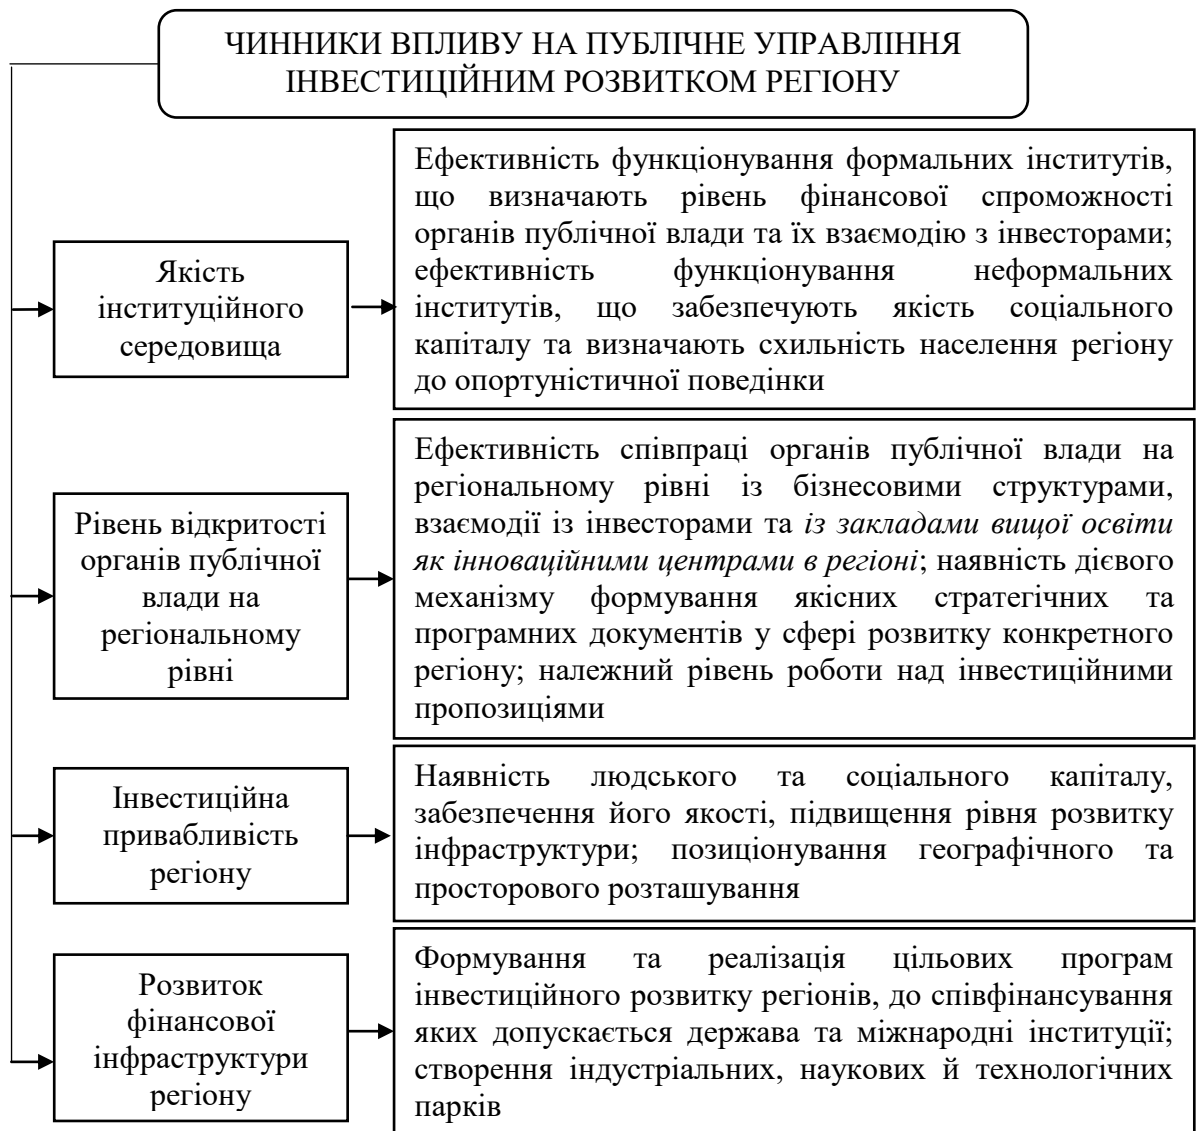 ЧИННИКИ ВПЛИВУ НА ПУБЛІЧНЕ УПРАВЛІННЯ
ІНВЕСТИЦІЙНИМ РОЗВИТКОМ РЕГІОНУ
Якість
інституційного
середовища
Ефективність функціонування формальних інститутів,
що визначають рівень фінансової спроможності
органів публічної влади та їх взаємодію з інвесторами;
ефективність функціонування неформальних
інститутів, що забезпечують якість соціального
капіталу та визначають схильність населення регіону
до опортуністичної поведінки
Рівень відкритості
органів публічної
влади на
регіональному
рівні
Ефективність співпраці органів публічної влади на
регіональному рівні із бізнесовими структурами,
взаємодії із інвесторами та із закладами вищої освіти
як інноваційними центрами в регіоні; наявність дієвого
механізму формування якісних стратегічних та
програмних документів у сфері розвитку конкретного
регіону; належний рівень роботи над інвестиційними
пропозиціями
Інвестиційна
привабливість
регіону
Наявність людського та соціального капіталу,
забезпечення його якості, підвищення рівня розвитку
інфраструктури; позиціонування географічного та
просторового розташування
Розвиток
фінансової
інфраструктури
регіону
Формування та реалізація цільових програм
інвестиційного розвитку регіонів, до співфінансування
яких допускається держава та міжнародні інституції;
створення індустріальних, наукових й технологічних
парків